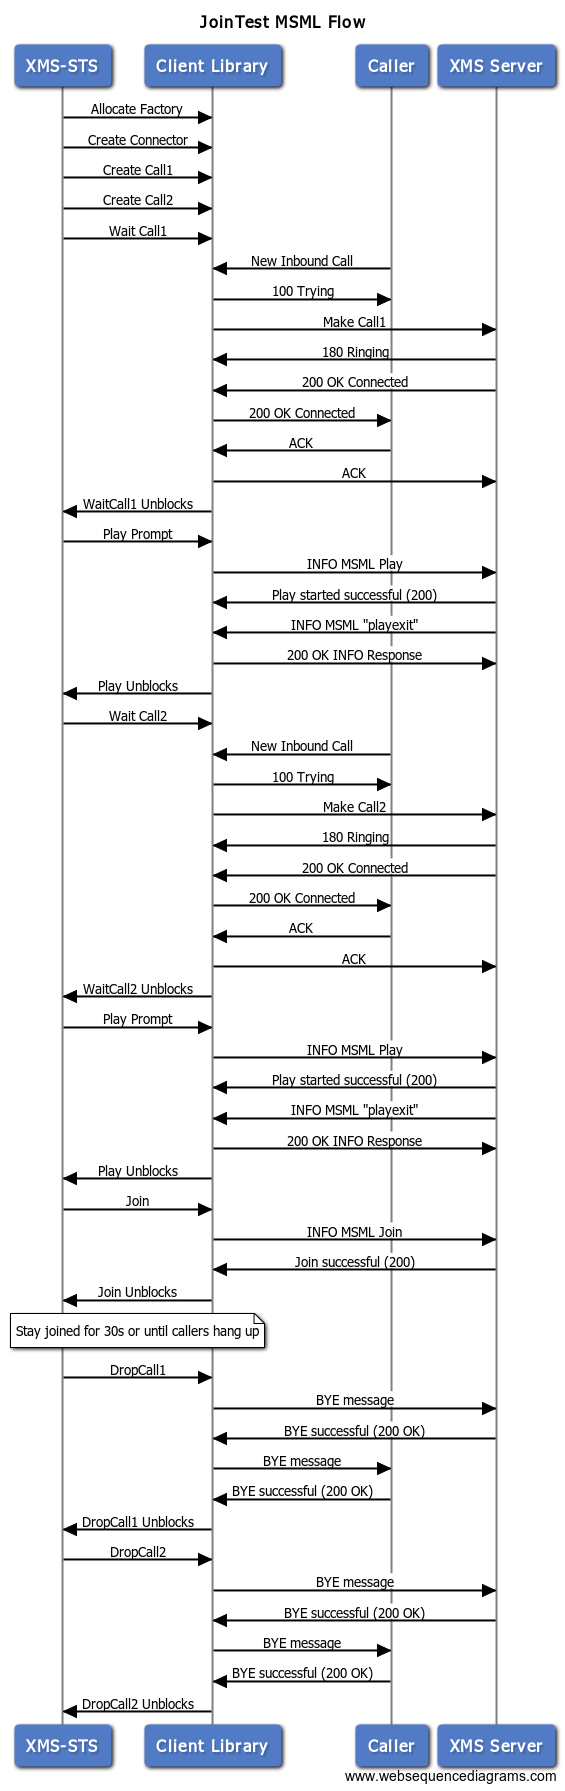 JoinTest MSML Flow
XMS-STS Client Library Caller XMS Server
Allocate Factory
Create Connector
Create Call1
Create Call2
Wait Call1
New Inbound Call
100 Trying
Make Call1
180 Ringing
200 OK Connected
200 OK Connected
ACK
ACK
WaitCall1 Unblocks
Play Prompt
INFO MSML Play
Play started successful (200)
INFO MSML "playexit"
200 OK INFO Response
Play Unblocks
Wait Call2
New Inbound Call
100 Trying
Make Call2
180 Ringing
200 OK Connected
200 OK Connected
ACK
ACK
WaitCall2 Unblocks
Play Prompt
INFO MSML Play
Play started successful (200)
INFO MSML "playexit"
200 OK INFO Response
Play Unblocks
Join
INFO MSML Join
Join successful (200)
Join Unblocks
Stay joined for 30s or until callers hang up
DropCall1
BYE message
BYE successful (200 OK)
BYE message
BYE successful (200 OK)
DropCall1 Unblocks
DropCall2
BYE message
BYE successful (200 OK)
BYE message
BYE successful (200 OK)
DropCall2 Unblocks
XMS-STS Client Library Caller XMS Server
www.websequencediagrams.com